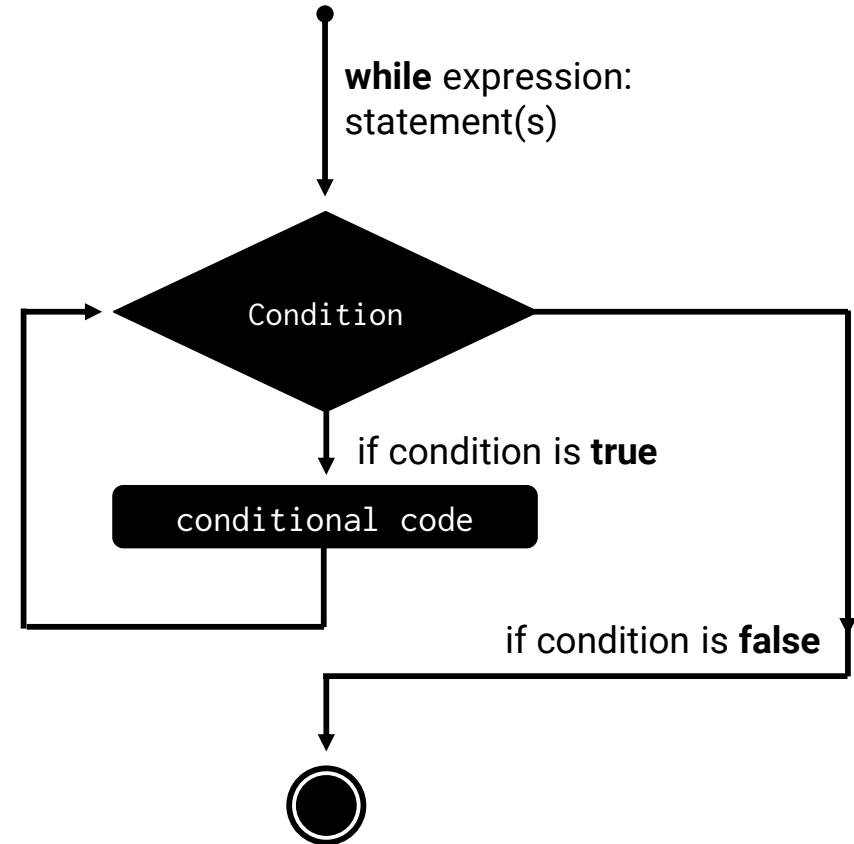 while expression:
statement(s)
Condition
if condition is true
conditional code
if condition is false